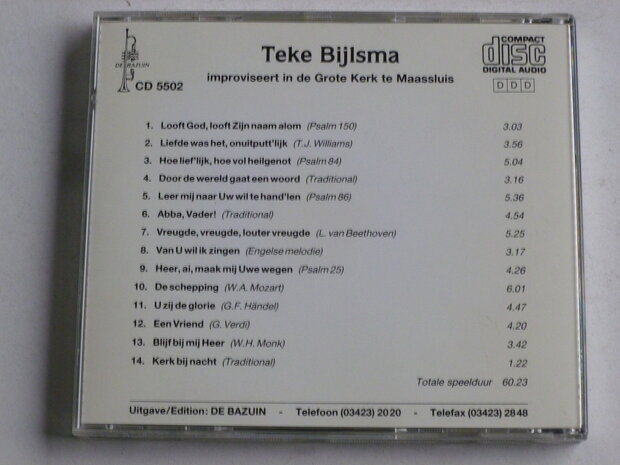 DE BAZUIN
CD 5502
Teke Bijlsma
improviseert in de Grote Kerk te Maassluis
COMPACT
disc
DIGITAL AUDIO
D D D
1. Looft God, looft Zijn naam alom (Psalm 150) 3.03
2. Liefde was het, onuitputt'lijk (T.J. Williams) 3.56
3. Hoe lief'lijk, hoe vol heilgenot (Psalm 84) 5.04
4. Door de wereld gaat een woord (Traditional) 3.16
5. Leer mij naar Uw wil te hand'len (Psalm 86) 5.36
6. Abba, Vader! (Traditional) 4.54
7. Vreugde, vreugde, louter vreugde (L. van Beethoven) 5.25
8. Van U wil ik zingen (Engelse melodie) 3.17
9. Heer, ai, maak mij Uwe wegen (Psalm 25) 4.26
10. De schepping (W.A. Mozart) 6.01
11. U zij de glorie (G.F. Händel) 4.47
12. Een Vriend (G. Verdi) 4.20
13. Blijf bij mij Heer (W.H. Monk) 3.42
14. Kerk bij nacht (Traditional) 1.22
Totale speelduur 60.23
Uitgave/Edition: DE BAZUIN - Telefoon (03423) 20 20 - Telefax (03423) 28 48